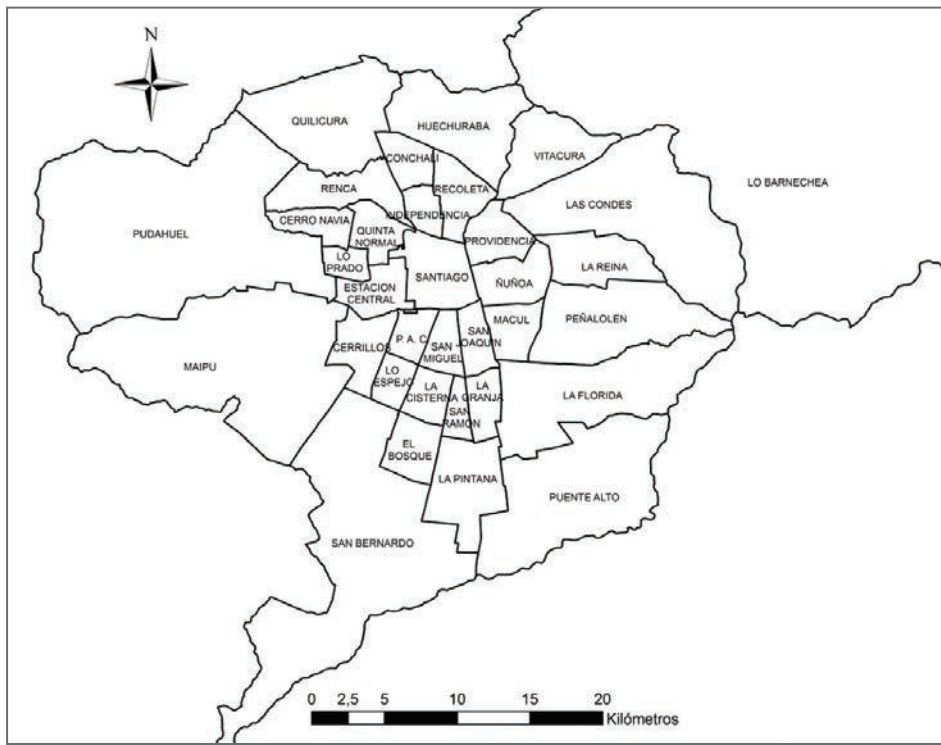 N
QUILICURA
HUECHURABA
CONCHALI
VITACURA
LO BARNECHEA
RENCA
RECOLETA
LAS CONDES
CERRO NAVIA
INDEPENDENCIA
PUDAHUEL
QUINTA
NORMAL
PROVIDENCIA
LO
PRADO
LA REINA
SANTIAGO
ÑUÑOA
ESTACION
CENTRAL
MACUL
PEÑALOLEN
CERRILLOS
P. A. C
SAN
MIGUEL
SAN
JOAQUIN
MAIPU
LO
ESPEJO
LA
CISTERNA
LA
GRANJA
LA FLORIDA
SAN
RAMON
EL
BOSQUE
LA PINTANA
PUENTE ALTO
SAN BERNARDO
0 2,5 5 10 15 20
Kilómetros